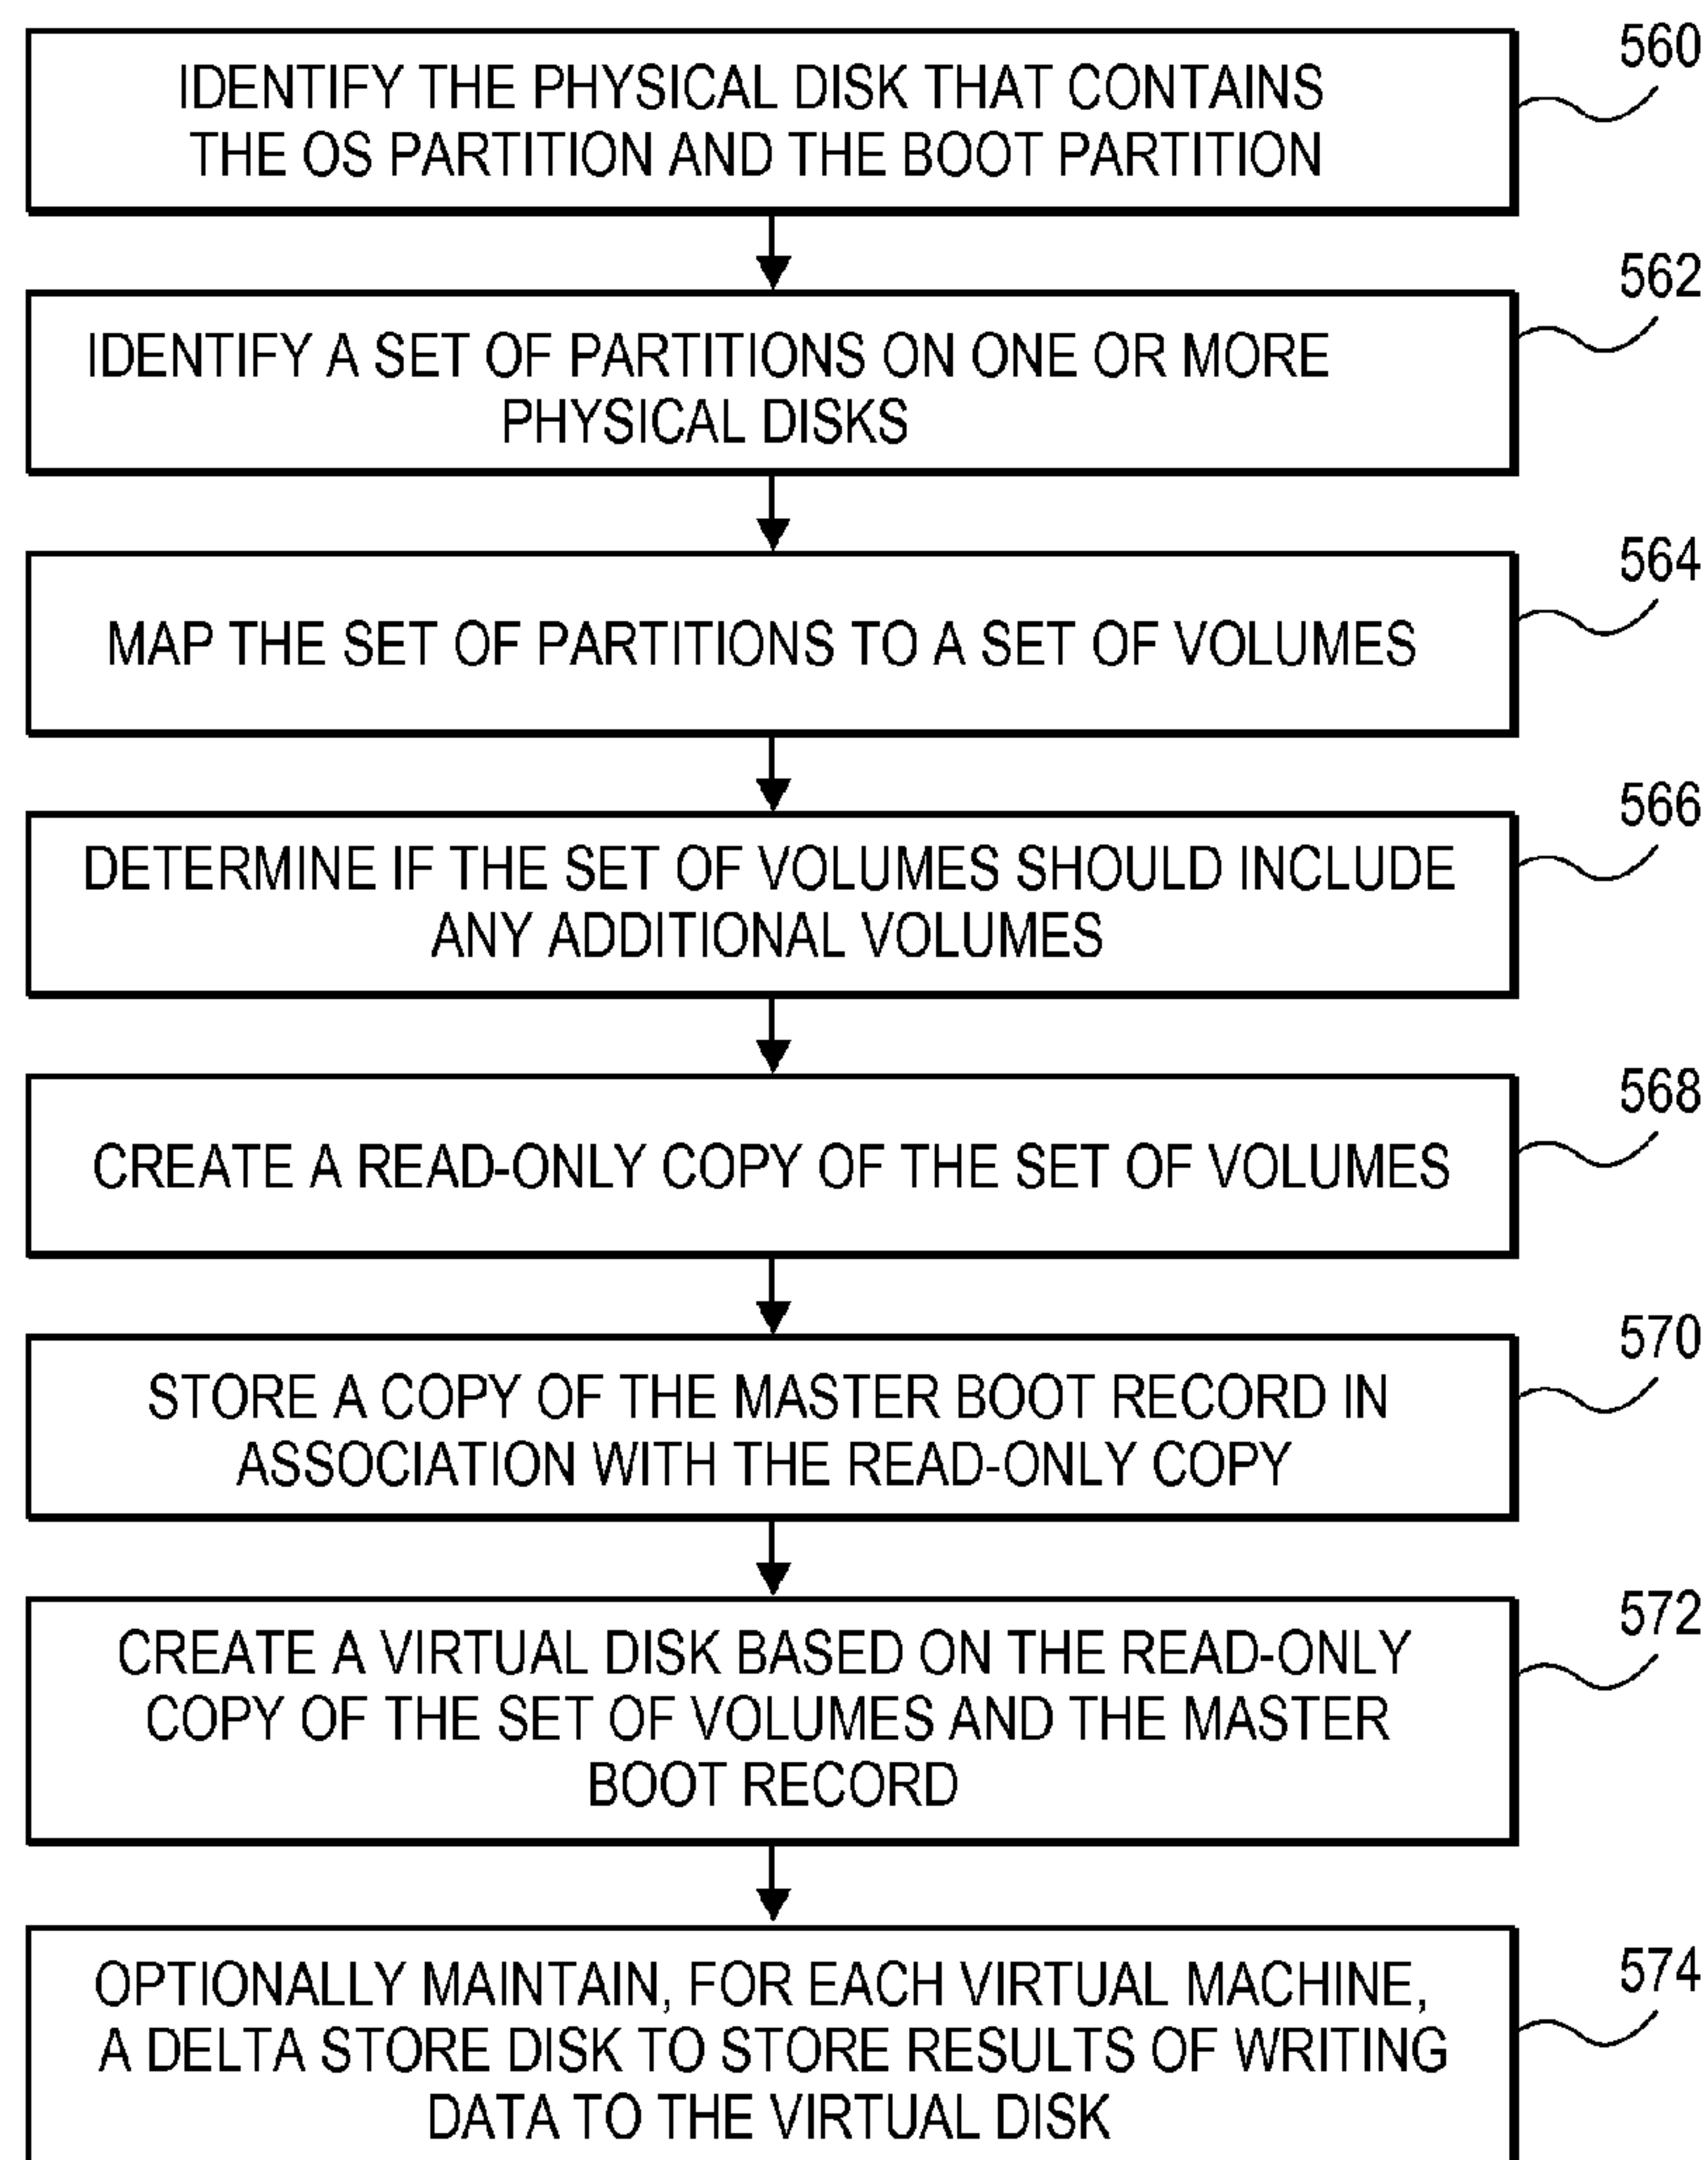 560
IDENTIFY THE PHYSICAL DISK THAT CONTAINS
THE OS PARTITION AND THE BOOT PARTITION
562
IDENTIFY A SET OF PARTITIONS ON ONE OR MORE
PHYSICAL DISKS
564
MAP THE SET OF PARTITIONS TO A SET OF VOLUMES
566
DETERMINE IF THE SET OF VOLUMES SHOULD INCLUDE
ANY ADDITIONAL VOLUMES
568
CREATE A READ-ONLY COPY OF THE SET OF VOLUMES
570
STORE A COPY OF THE MASTER BOOT RECORD IN
ASSOCIATION WITH THE READ-ONLY COPY
572
CREATE A VIRTUAL DISK BASED ON THE READ-ONLY
COPY OF THE SET OF VOLUMES AND THE MASTER
BOOT RECORD
574
OPTIONALLY MAINTAIN, FOR EACH VIRTUAL MACHINE,
A DELTA STORE DISK TO STORE RESULTS OF WRITING
DATA TO THE VIRTUAL DISK